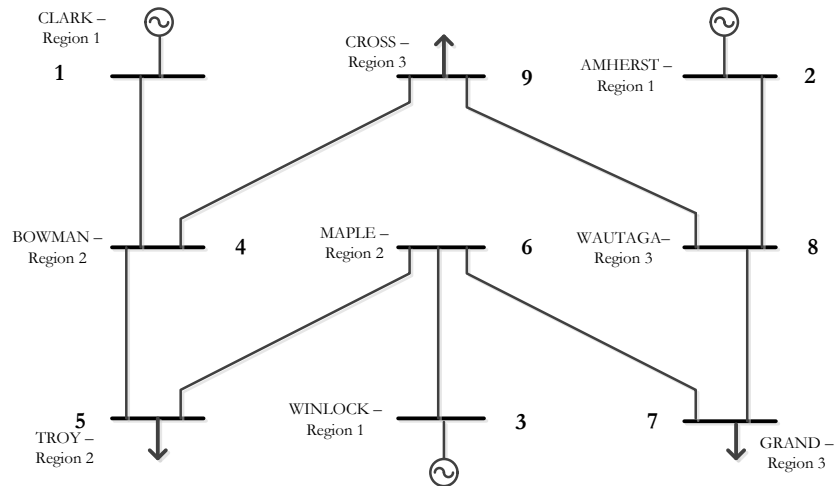 CLARK –
Region 1
1
CROSS –
Region 3
9
AMHERST –
Region 1
2
BOWMAN –
Region 2
4
MAPLE –
Region 2
6
WAUTAGA–
Region 3
8
5
TROY –
Region 2
WINLOCK –
Region 1
3
7
GRAND –
Region 3